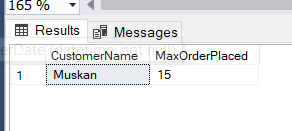 165 %
Results Messages
CustomerName MaxOrderPlaced
1 Muskan 15